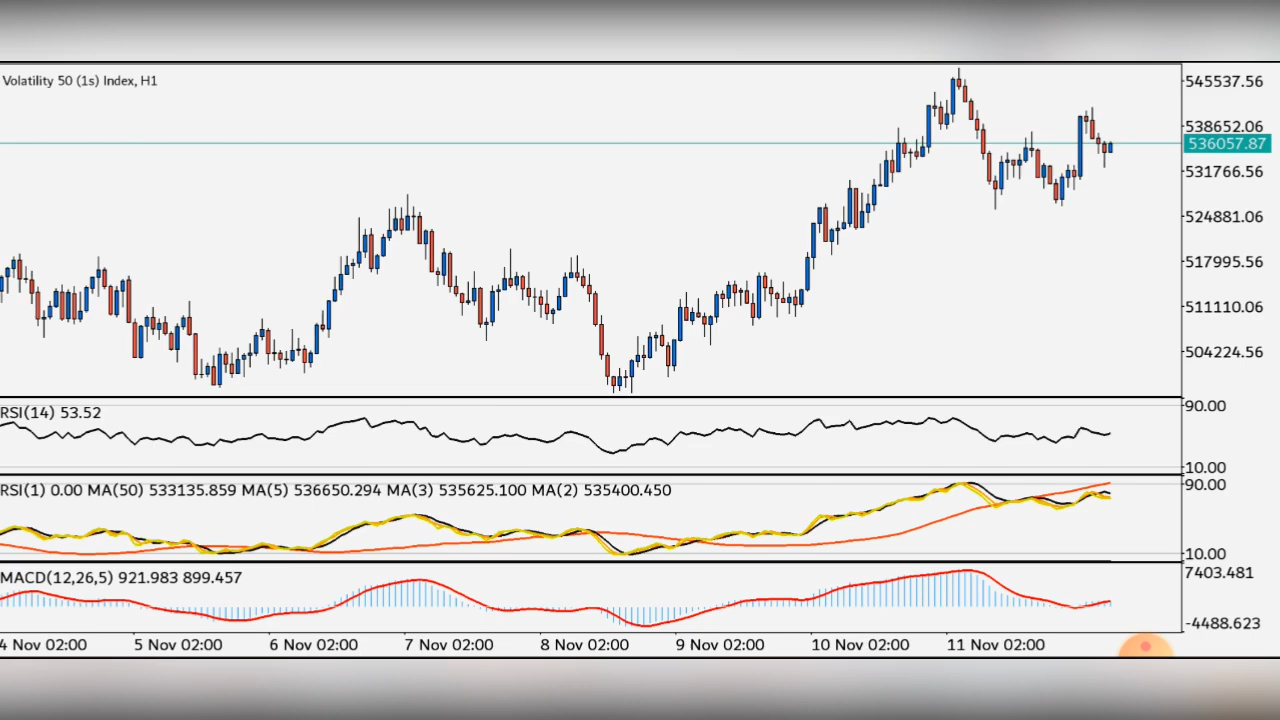 Volatility 50 (1s) Index, H1
545537.56
538652.06
536057.87
531766.56
524881.06
517995.56
511110.06
504224.56
RSI(14) 53.52
90.00
10.00
RSI(1) 0.00 MA(50) 533135.859 MA(5) 536650.294 MA(3) 535625.100 MA(2) 535400.450
90.00
10.00
MACD(12,26,5) 921.983 899.457
7403.481
-4488.623
4 Nov 02:00 5 Nov 02:00 6 Nov 02:00 7 Nov 02:00 8 Nov 02:00 9 Nov 02:00 10 Nov 02:00 11 Nov 02:00